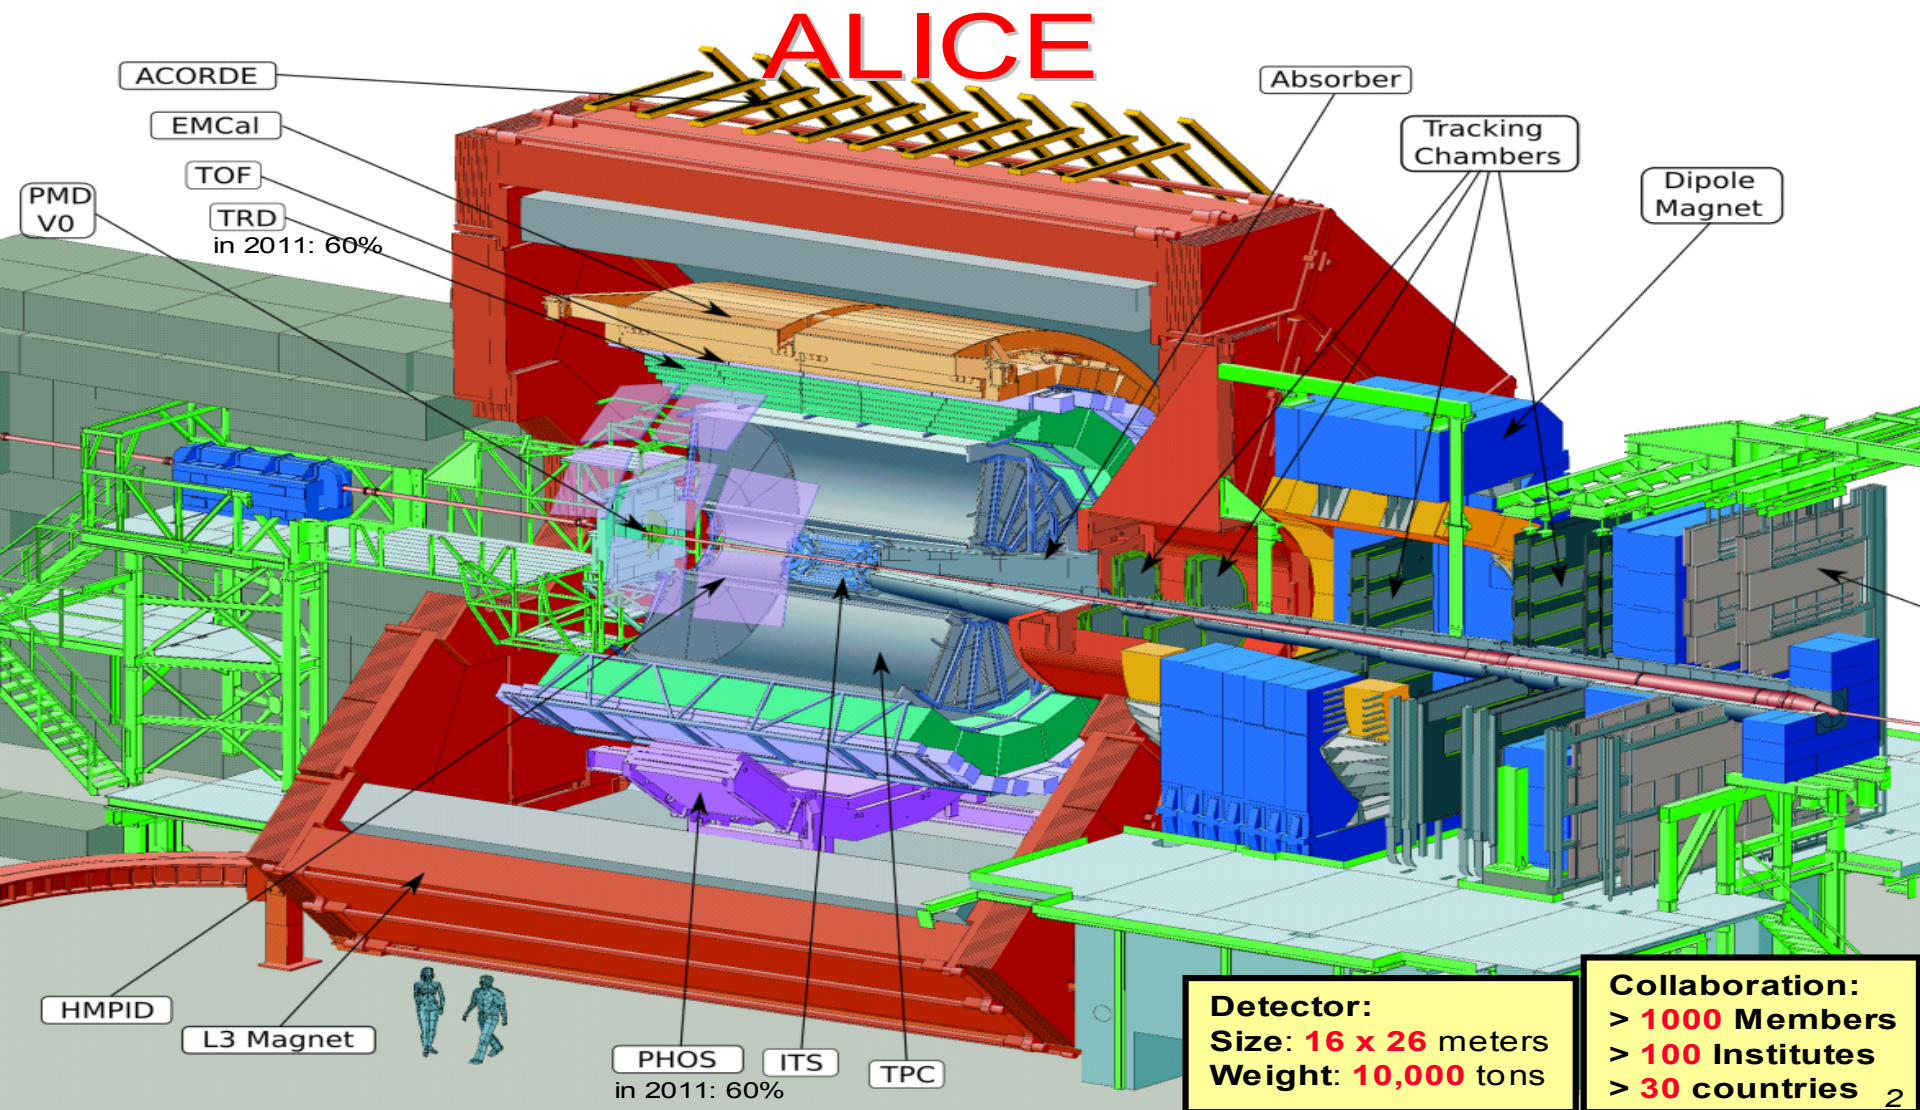 ALICE
ACORDE
EMCal
TOF
TRD
in 2011: 60%
PMD
V0
Absorber
Tracking
Chambers
Dipole
Magnet
HMPID
L3 Magnet
PHOS
in 2011: 60%
ITS
TPC
Detector:
Size: 16 x 26 meters
Weight: 10,000 tons
Collaboration:
> 1000 Members
> 100 Institutes
> 30 countries
2